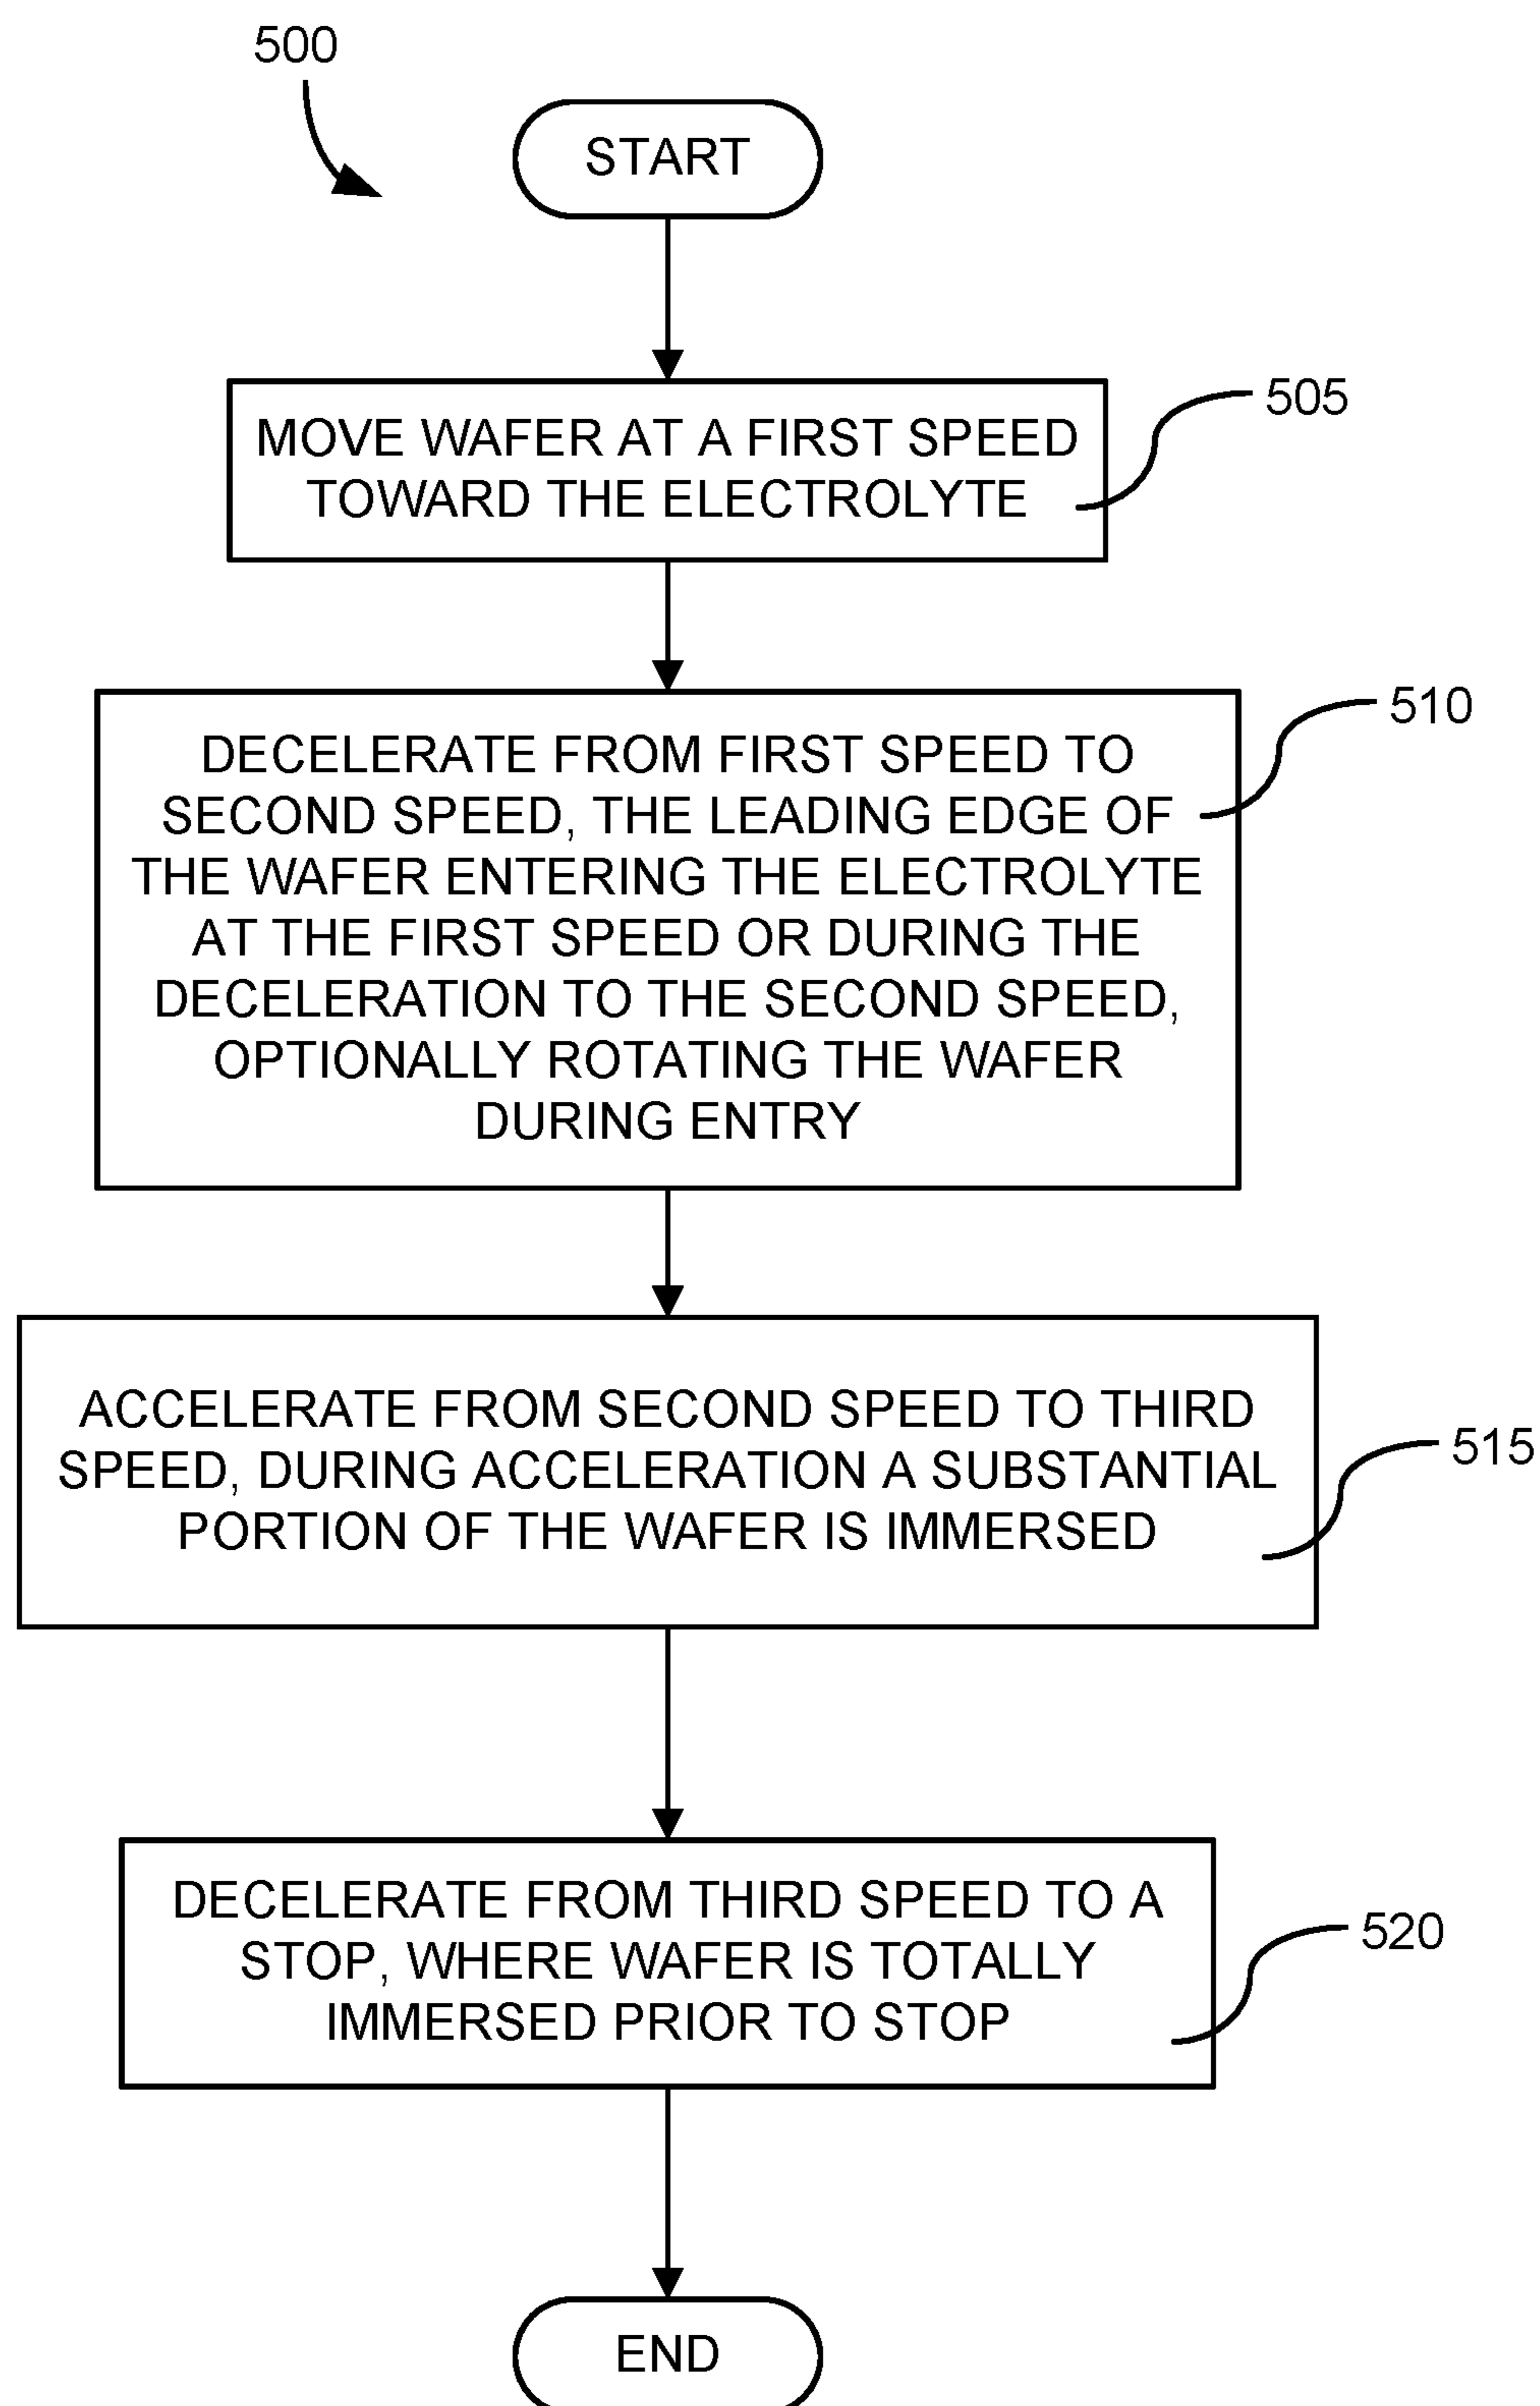 500
START
MOVE WAFER AT A FIRST SPEED
TOWARD THE ELECTROLYTE
505
DECELERATE FROM FIRST SPEED TO
SECOND SPEED, THE LEADING EDGE OF
THE WAFER ENTERING THE ELECTROLYTE
AT THE FIRST SPEED OR DURING THE
DECELERATION TO THE SECOND SPEED,
OPTIONALLY ROTATING THE WAFER
DURING ENTRY
510
ACCELERATE FROM SECOND SPEED TO THIRD
SPEED, DURING ACCELERATION A SUBSTANTIAL
PORTION OF THE WAFER IS IMMERSED
515
DECELERATE FROM THIRD SPEED TO A
STOP, WHERE WAFER IS TOTALLY
IMMERSED PRIOR TO STOP
520
END